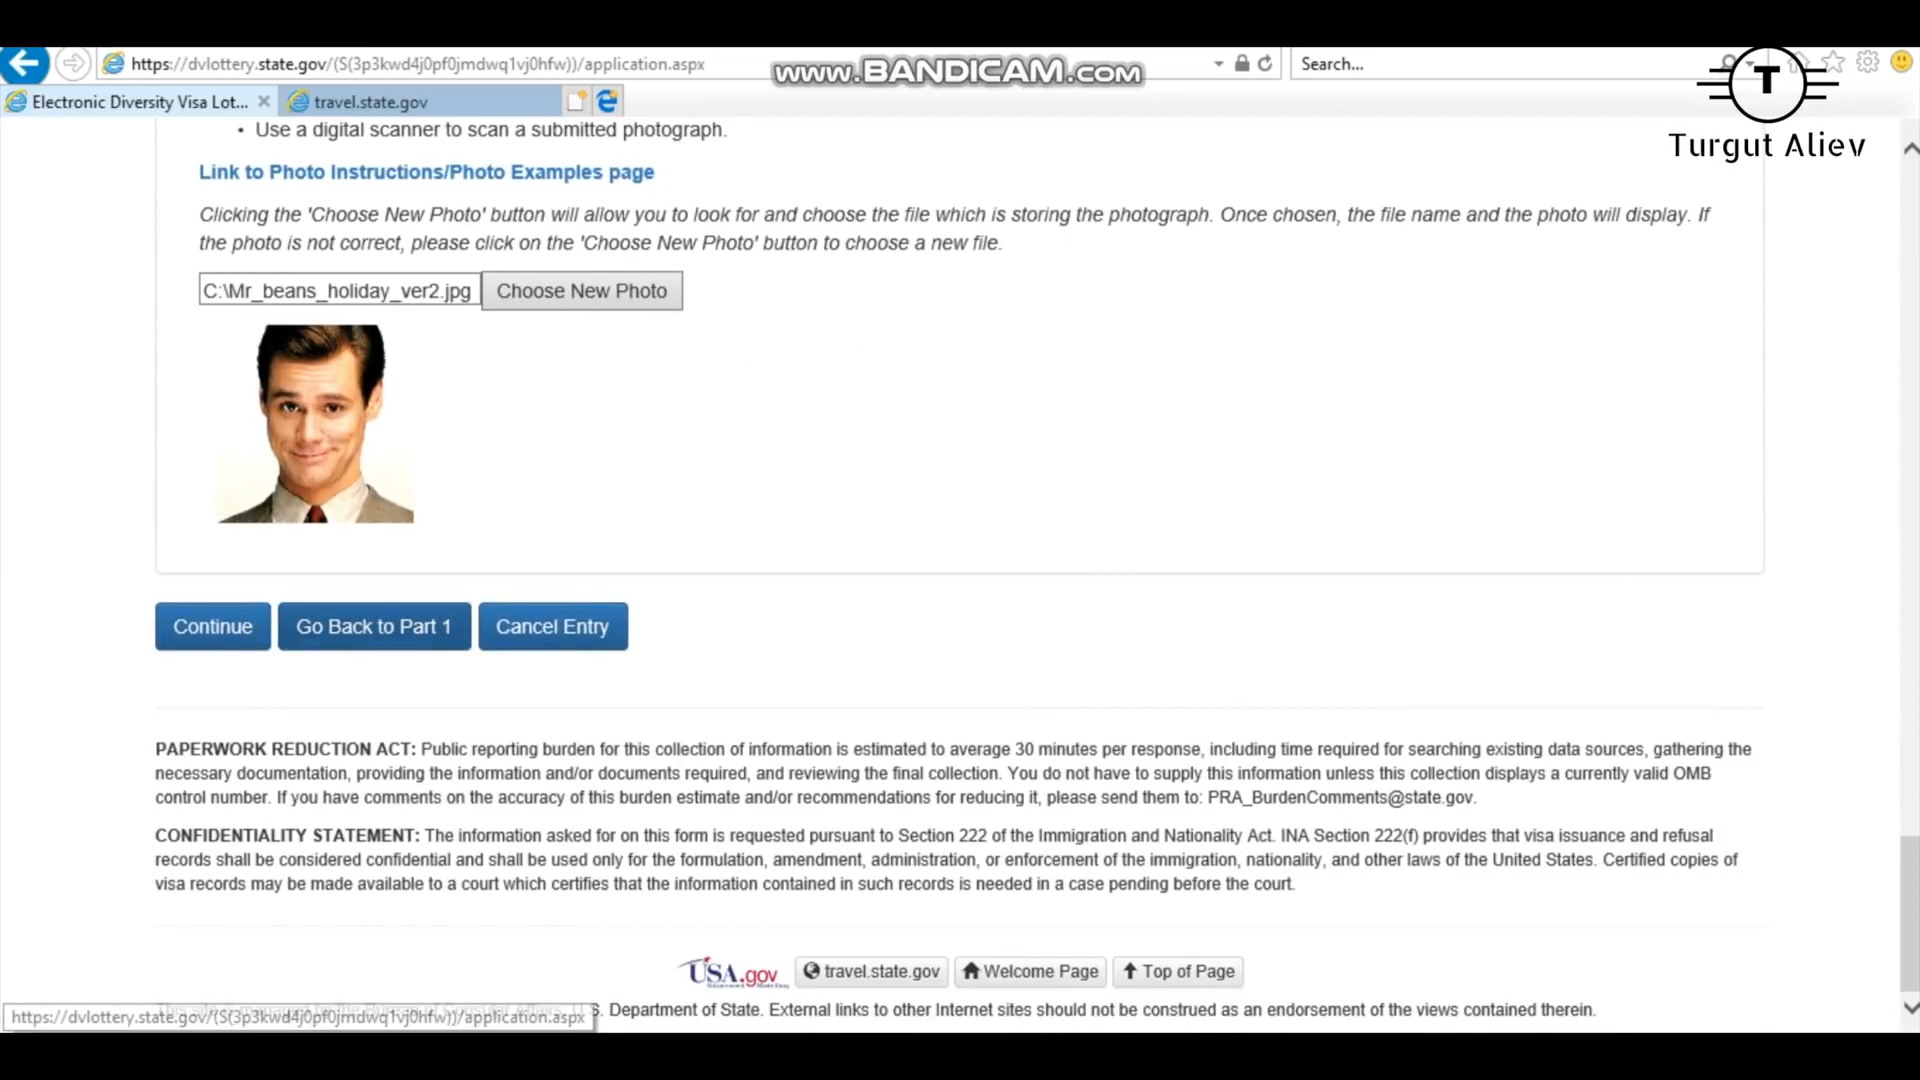 https://dvlottery.state.gov/(S(3p3kwd4j0pf0jmdwq1vj0hfw))/application.aspx
www.BANDICAM.com
Search...
T
Turgut Aliev
Electronic Diversity Visa Lot...
travel.state.gov
• Use a digital scanner to scan a submitted photograph.
Link to Photo Instructions/Photo Examples page
Clicking the 'Choose New Photo' button will allow you to look for and choose the file which is storing the photograph. Once chosen, the file name and the photo will display. If
the photo is not correct, please click on the 'Choose New Photo' button to choose a new file.
C:\Mr_beans_holiday_ver2.jpg
Choose New Photo
Continue
Go Back to Part 1
Cancel Entry
PAPERWORK REDUCTION ACT: Public reporting burden for this collection of information is estimated to average 30 minutes per response, including time required for searching existing data sources, gathering the
necessary documentation, providing the information and/or documents required, and reviewing the final collection. You do not have to supply this information unless this collection displays a currently valid OMB
control number. If you have comments on the accuracy of this burden estimate and/or recommendations for reducing it, please send them to: PRA_BurdenComments@state.gov.
CONFIDENTIALITY STATEMENT: The information asked for on this form is requested pursuant to Section 222 of the Immigration and Nationality Act. INA Section 222(f) provides that visa issuance and refusal
records shall be considered confidential and shall be used only for the formulation, amendment, administration, or enforcement of the immigration, nationality, and other laws of the United States. Certified copies of
visa records may be made available to a court which certifies that the information contained in such records is needed in a case pending before the court.
USA.gov
travel.state.gov
Welcome Page
Top of Page
S. Department of State. External links to other Internet sites should not be construed as an endorsement of the views contained therein.
https://dvlottery.state.gov/(S(3p3kwd4j0pf0jmdwq1vj0hfw))/application.aspx